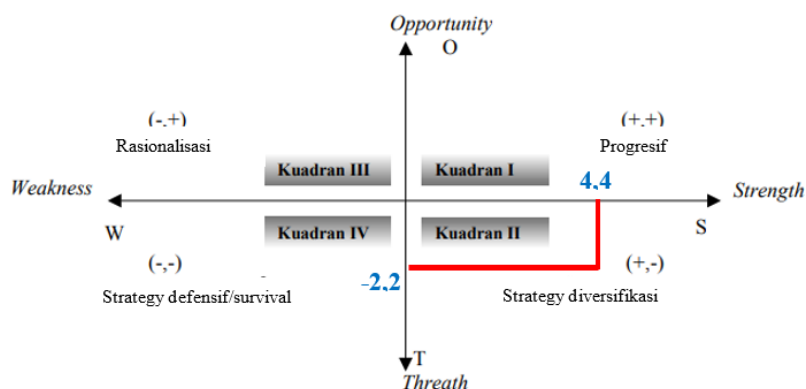 Opportunity
O
(-.+)
(+.+)
Rasionalisasi
Progresif
Kuadran III
Kuadran I
4,4
Weakness
Strength
W
Kuadran IV
Kuadran II
S
(-,-)
(+,-)
-2,2
Strategy defensif/survival
Strategy diversifikasi
T
Threath